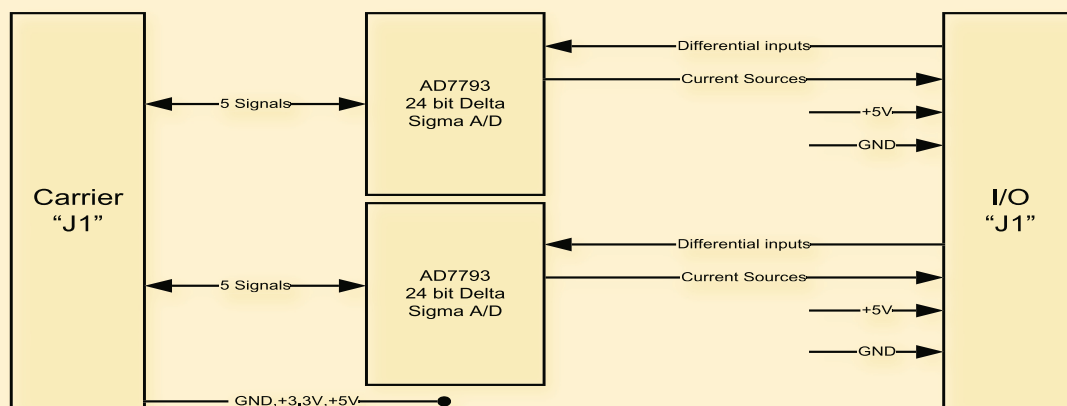 Carrier
“J1”
5 Signals
5 Signals
GND,+3.3V,+5V
AD7793
24 bit Delta
Sigma A/D
AD7793
24 bit Delta
Sigma A/D
Differential inputs
Current Sources
+5V
GND
Differential inputs
Current Sources
+5V
GND
I/O
“J1”